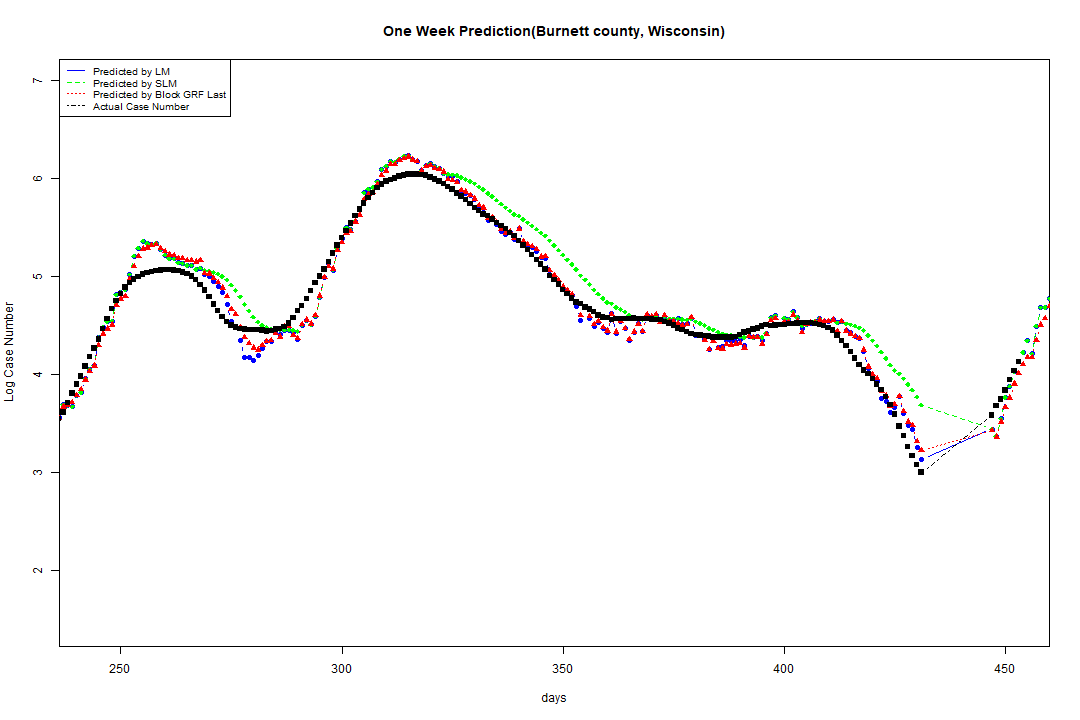 One Week Prediction(Burnett county, Wisconsin)
Predicted by LM
Predicted by SLM
Predicted by Block GRF Last
Actual Case Number
7
6
5
4
3
2
Log Case Number
250 300 350 400 450
days